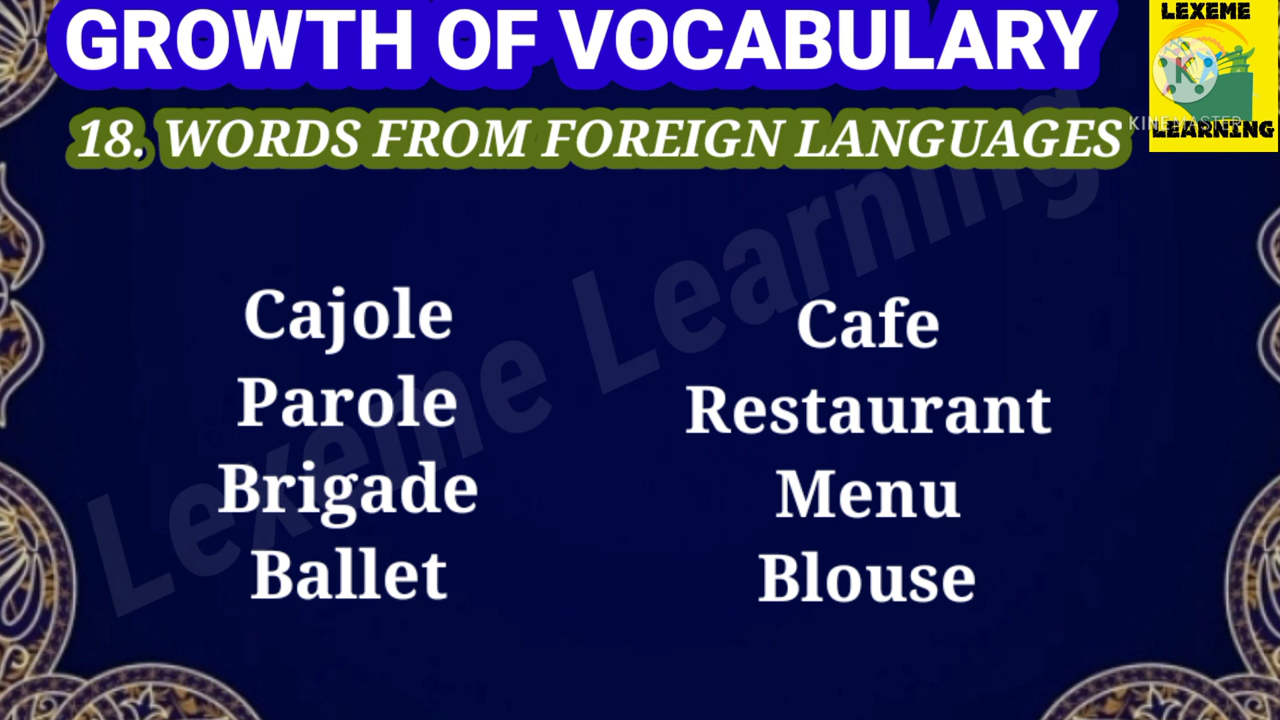 GROWTH OF VOCABULARY
LEXEME
K
KINEMASTER
LEARNING
18. WORDS FROM FOREIGN LANGUAGES
Lexeme Learning
Cajole
Parole
Brigade
Ballet
Cafe
Restaurant
Menu
Blouse